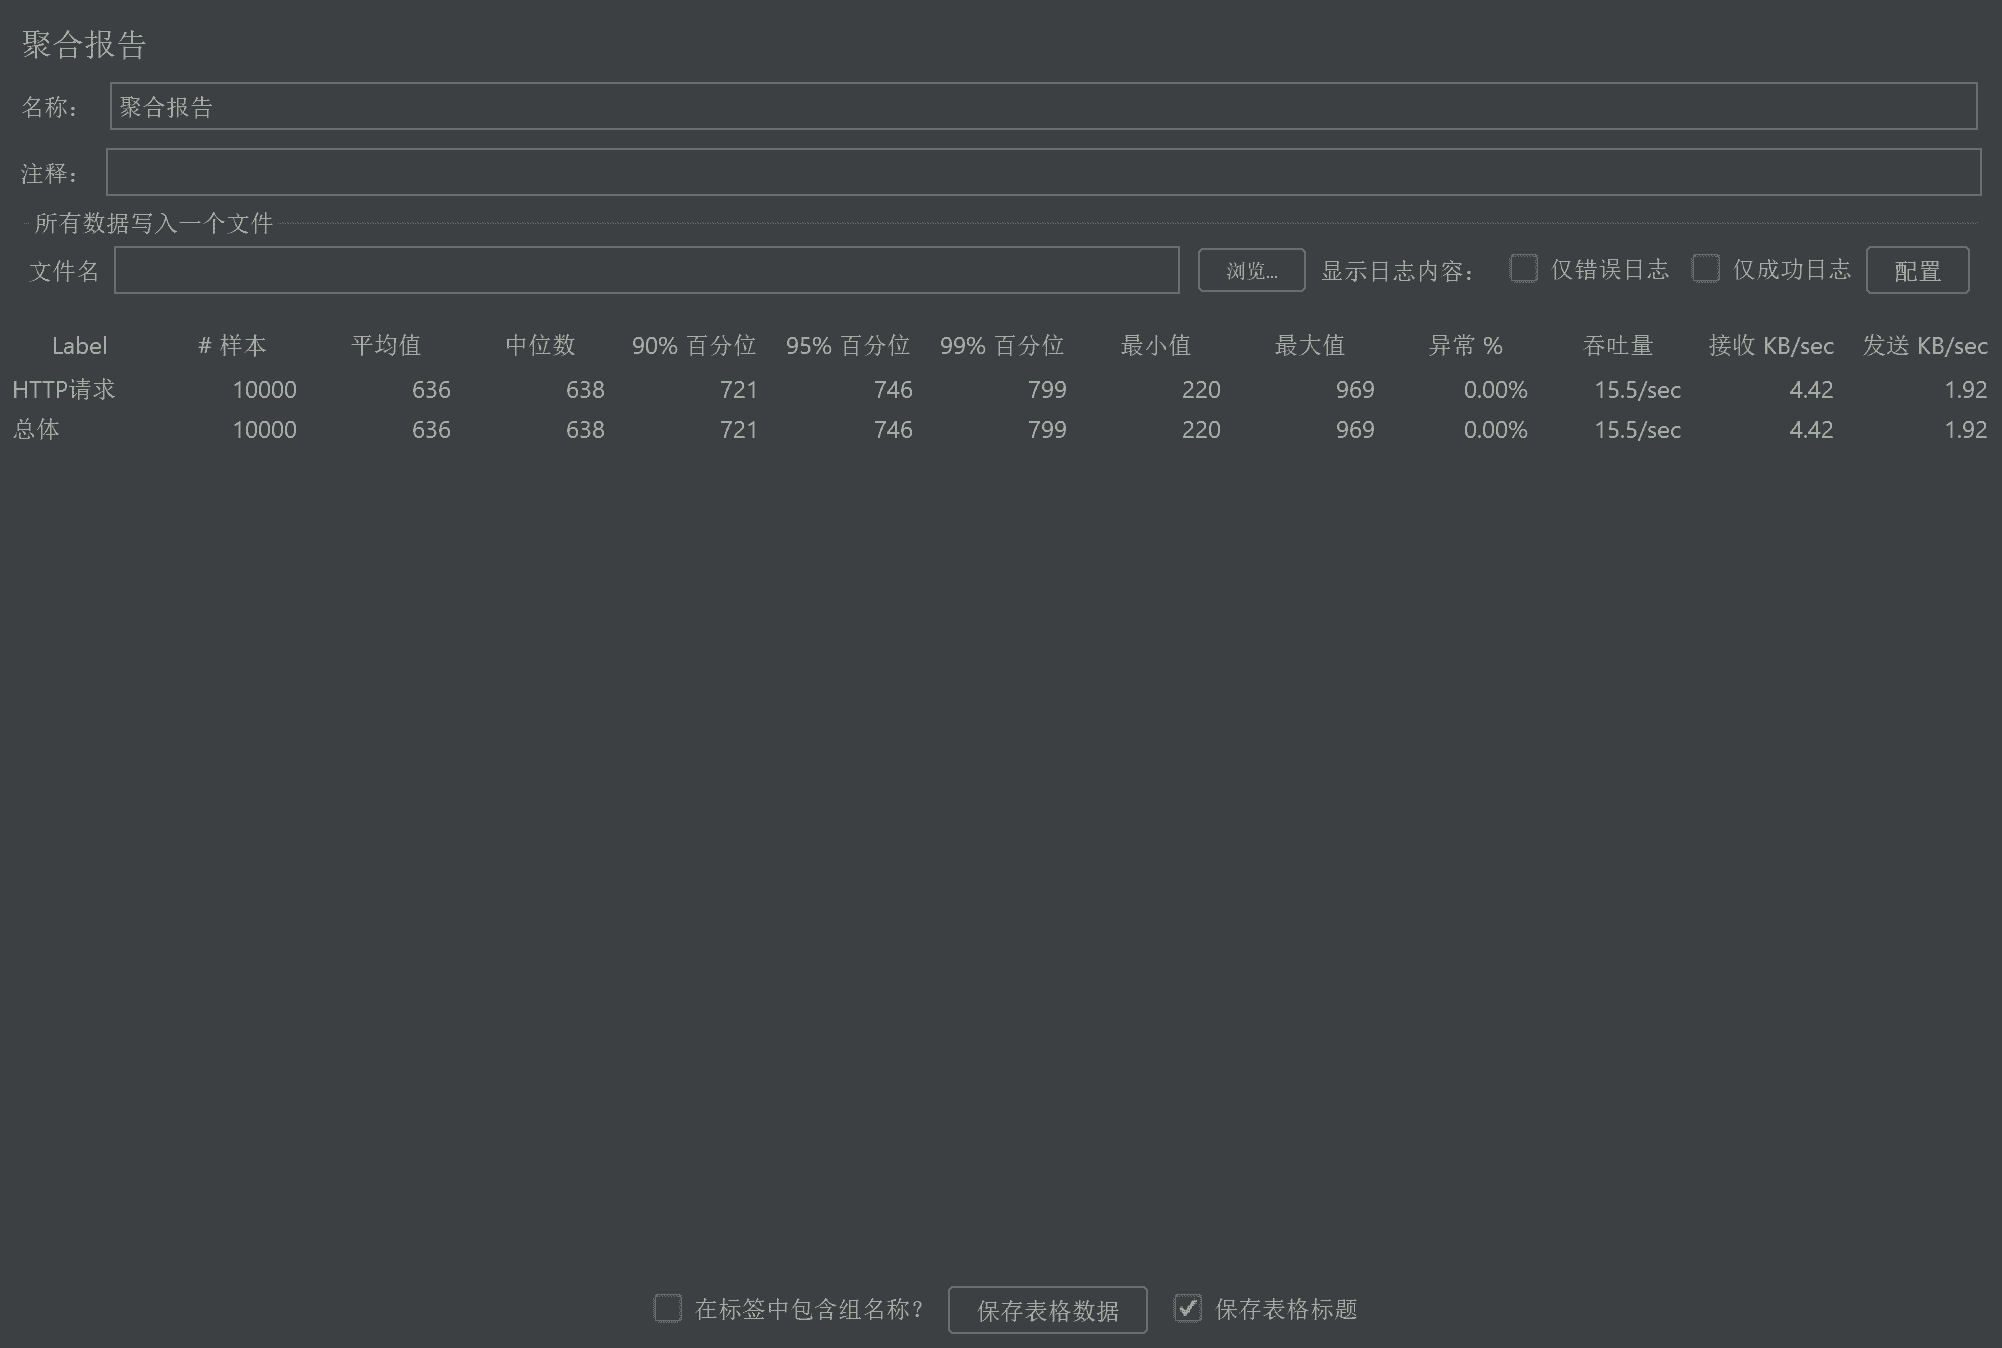 聚合报告
名称： 聚合报告
注释：
所有数据写入一个文件
文件名 浏览... 显示日志内容： 仅错误日志 仅成功日志 配置
Label # 样本 平均值 中位数 90% 百分位 95% 百分位 99% 百分位 最小值 最大值 异常 % 吞吐量 接收 KB/sec 发送 KB/sec
HTTP请求 10000 636 638 721 746 799 220 969 0.00% 15.5/sec 4.42 1.92
总体 10000 636 638 721 746 799 220 969 0.00% 15.5/sec 4.42 1.92
在标签中包含组名称？ 保存表格数据 保存表格标题